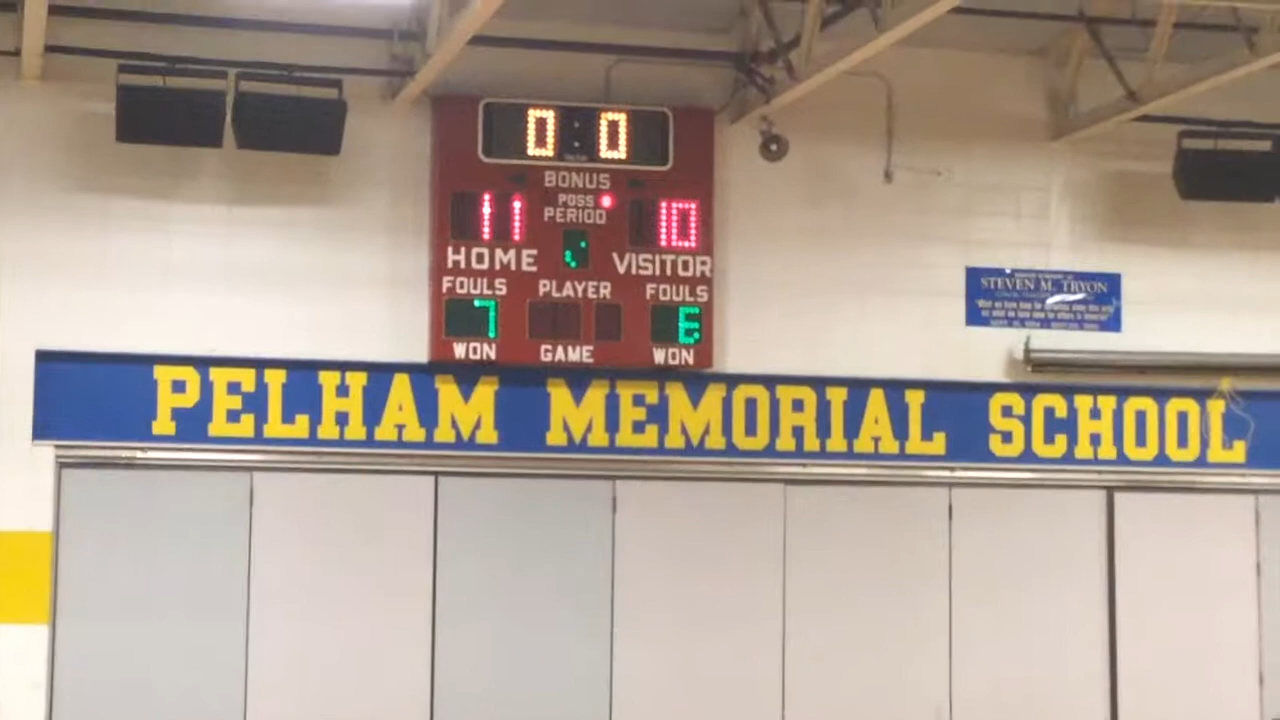 0:0
BONUS
POSS
PERIOD
11 10
HOME VISITOR
FOULS PLAYER FOULS
7 6
WON GAME WON
STEVEN M. TRYON
PELHAM MEMORIAL SCHOOL